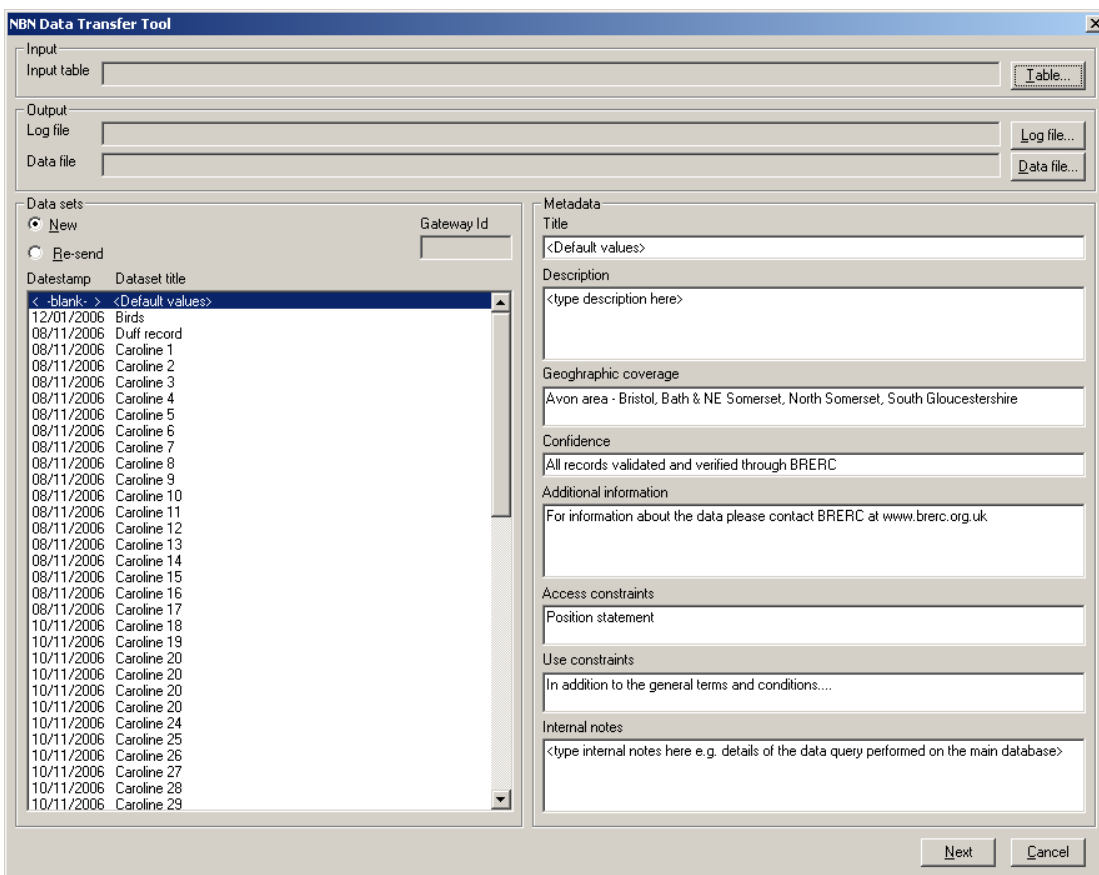 NBN Data Transfer Tool
Input
Input table
Table...
Output
Log file
Log file...
Data file
Data file...
Data sets
New
Gateway Id
Re-send
Datestamp Dataset title
< -blank- > <Default values>
12/01/2006 Birds
08/11/2006 Duff record
08/11/2006 Caroline 1
08/11/2006 Caroline 2
08/11/2006 Caroline 3
08/11/2006 Caroline 4
08/11/2006 Caroline 5
08/11/2006 Caroline 6
08/11/2006 Caroline 7
08/11/2006 Caroline 8
08/11/2006 Caroline 9
08/11/2006 Caroline 10
08/11/2006 Caroline 11
08/11/2006 Caroline 12
08/11/2006 Caroline 13
08/11/2006 Caroline 14
08/11/2006 Caroline 15
08/11/2006 Caroline 16
08/11/2006 Caroline 17
10/11/2006 Caroline 18
10/11/2006 Caroline 19
10/11/2006 Caroline 20
10/11/2006 Caroline 20
10/11/2006 Caroline 20
10/11/2006 Caroline 20
10/11/2006 Caroline 24
10/11/2006 Caroline 25
10/11/2006 Caroline 26
10/11/2006 Caroline 27
10/11/2006 Caroline 28
10/11/2006 Caroline 29
Metadata
Title
<Default values>
Description
<type description here>
Geoghraphic coverage
Avon area - Bristol, Bath & NE Somerset, North Somerset, South Gloucestershire
Confidence
All records validated and verified through BRERC
Additional information
For information about the data please contact BRERC at www.brerc.org.uk
Access constraints
Position statement
Use constraints
In addition to the general terms and conditions....
Internal notes
<type internal notes here e.g. details of the data query performed on the main database>
Next
Cancel